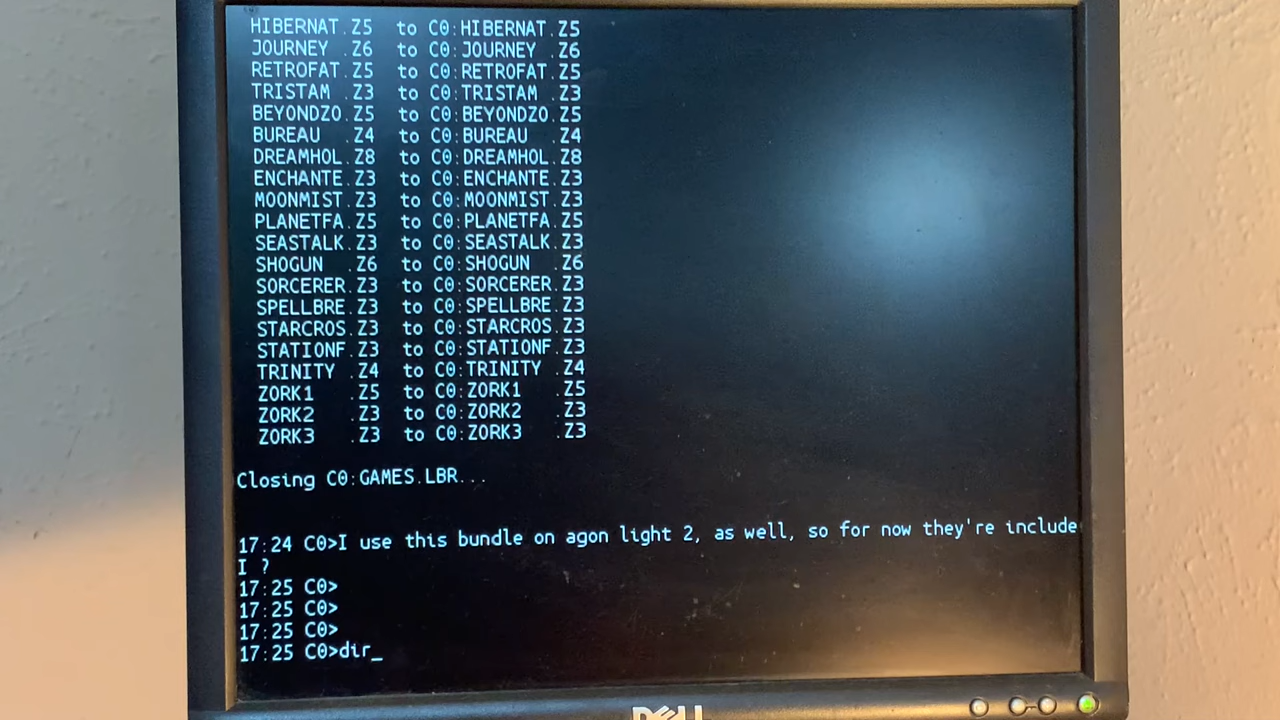 HIBERNAT.Z5 to C0:HIBERNAT.Z5
JOURNEY .Z6 to C0:JOURNEY .Z6
RETROFAT.Z5 to C0:RETROFAT.Z5
TRISTAM .Z3 to C0:TRISTAM .Z3
BEYONDZO.Z5 to C0:BEYONDZO.Z5
BUREAU .Z4 to C0:BUREAU .Z4
DREAMHOL.Z8 to C0:DREAMHOL.Z8
ENCHANTE.Z3 to C0:ENCHANTE.Z3
MOONMIST.Z3 to C0:MOONMIST.Z3
PLANETFA.Z5 to C0:PLANETFA.Z5
SEASTALK.Z3 to C0:SEASTALK.Z3
SHOGUN .Z6 to C0:SHOGUN .Z6
SORCERER.Z3 to C0:SORCERER.Z3
SPELLBRE.Z3 to C0:SPELLBRE.Z3
STARCROS.Z3 to C0:STARCROS.Z3
STATIONF.Z3 to C0:STATIONF.Z3
TRINITY .Z4 to C0:TRINITY .Z4
ZORK1 .Z5 to C0:ZORK1 .Z5
ZORK2 .Z3 to C0:ZORK2 .Z3
ZORK3 .Z3 to C0:ZORK3 .Z3
Closing C0:GAMES.LBR...
17:24 C0>I use this bundle on agon light 2, as well, so for now they're include
I ?
17:25 C0>
17:25 C0>
17:25 C0>
17:25 C0>dir_
DELL